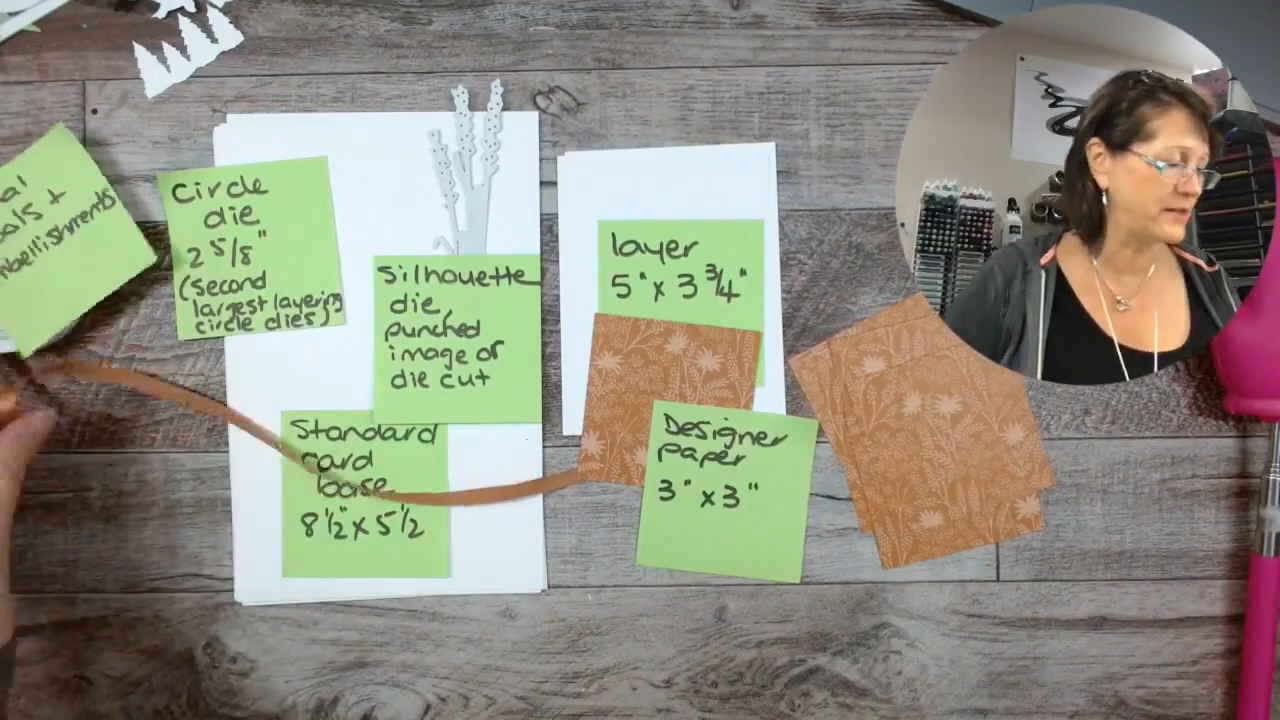 Circle
die
2 5/8"
(second
largest layering
circle dies)
Silhouette
die,
punched
image or
die cut
Standard
card
base
8 1/2 x 5 1/2
layer
5" x 3 3/4"
Designer
paper
3" x 3"